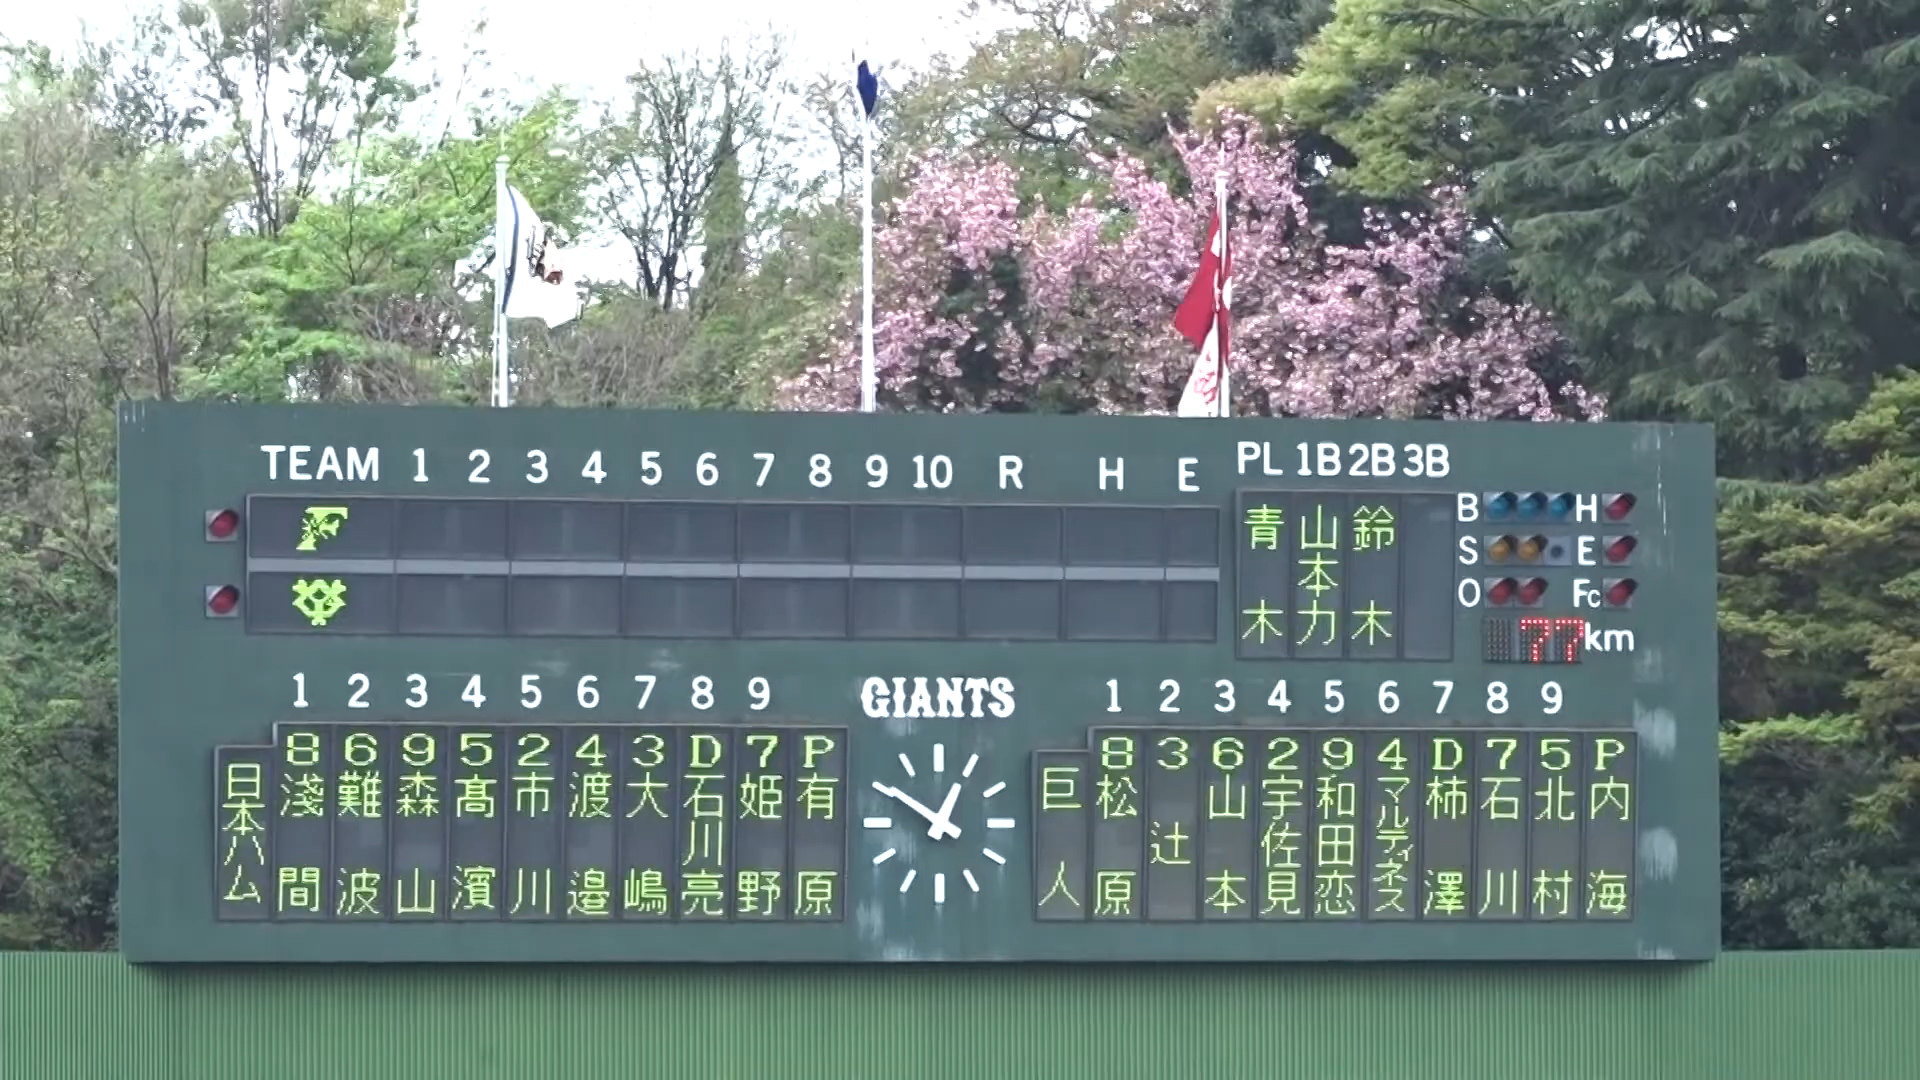 TEAM 1 2 3 4 5 6 7 8 9 10 R H E
PL 1B 2B 3B
青木
山本力
鈴木
B H
S E
O Fc
77 km
GIANTS
1 2 3 4 5 6 7 8 9
日本ハム
8 淺間
6 難波
9 森山
5 髙濱
2 市川
4 渡邉
3 大嶋
D 石川亮
7 姫野
P 有原
1 2 3 4 5 6 7 8 9
巨人
8 松原
3 辻
6 山本
2 宇佐見
9 和田恋
4 マルティネス
D 柿澤
7 石川
5 北村
P 内海